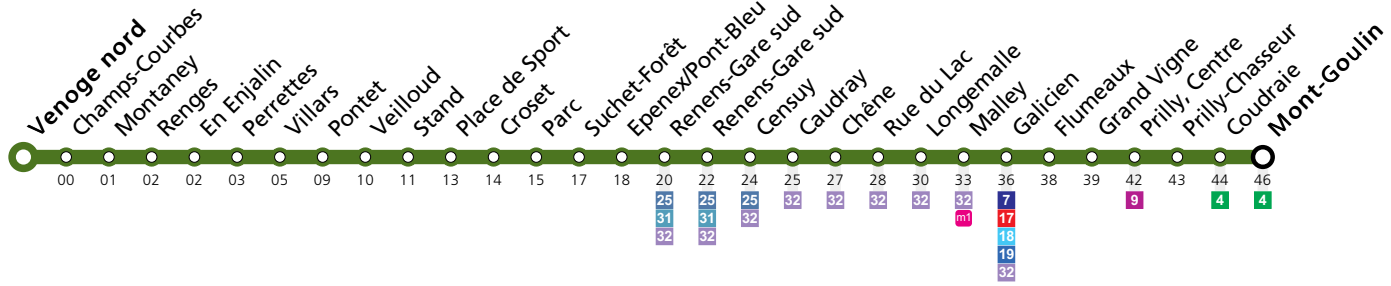 Venoge nord
Champs-Courbes
Montaney
Renges
En Enjalin
Perrettes
Villars
Pontet
Veilloud
Stand
Place de Sport
Croset
Parc
Suchet-Forêt
Epenex/Pont-Bleu
Renens-Gare sud
Renens-Gare sud
Censuy
Caudray
Chêne
Rue du Lac
Longemalle
Malley
Galicien
Flumeaux
Grand Vigne
Prilly, Centre
Prilly-Chasseur
Coudraie
Mont-Goulin
00 01 02 02 03 05 09 10 11 13 14 15 17 18 20 22 24 25 27 28 30 33 36 38 39 42 43 44 46
25 25 25 32 32 32 32 32 7 9 4 4
31 31 32 m1 17
32 32 18
19
32